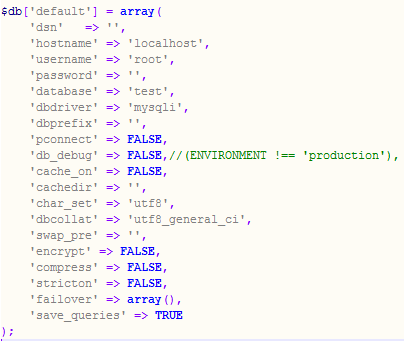 $db['default'] = array(
'dsn'   => '',
'hostname' => 'localhost',
'username' => 'root',
'password' => '',
'database' => 'test',
'dbdriver' => 'mysqli',
'dbprefix' => '',
'pconnect' => FALSE,
'db_debug' => FALSE,//(ENVIRONMENT !== 'production'),
'cache_on' => FALSE,
'cachedir' => '',
'char_set' => 'utf8',
'dbcollat' => 'utf8_general_ci',
'swap_pre' => '',
'encrypt' => FALSE,
'compress' => FALSE,
'stricton' => FALSE,
'failover' => array(),
'save_queries' => TRUE
);